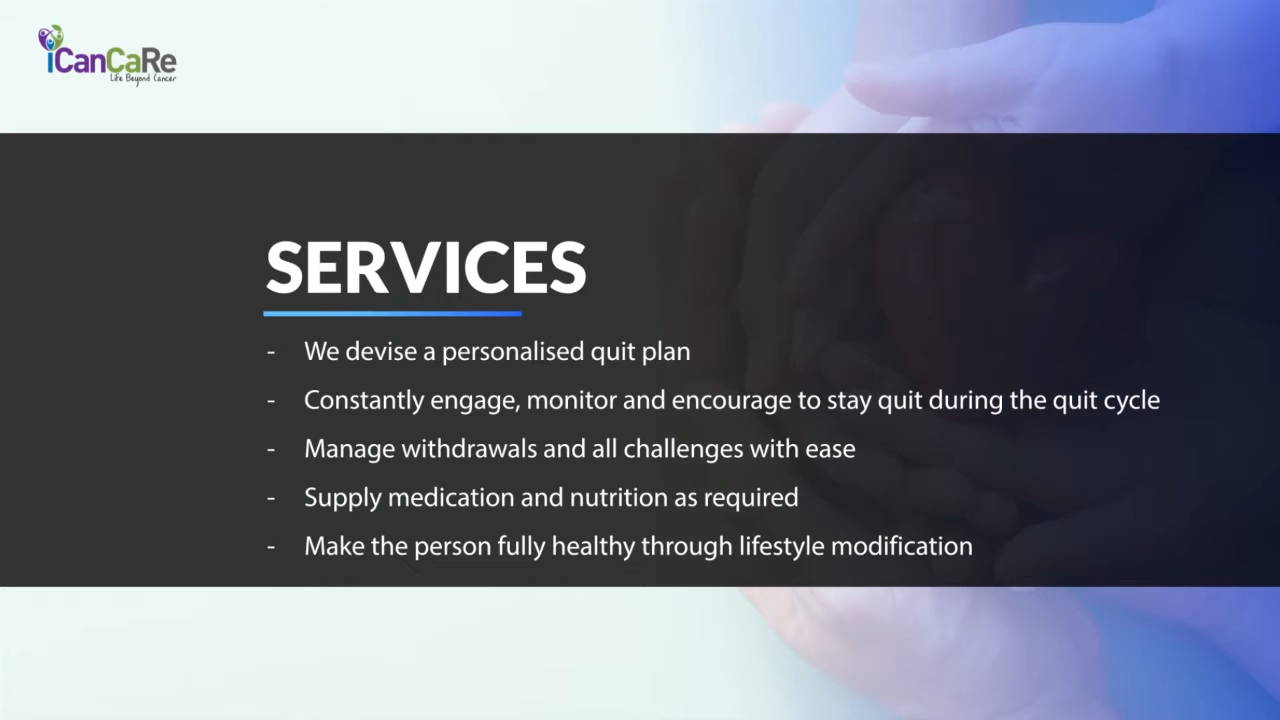 iCanCaRe
Life Beyond Cancer
SERVICES
- We devise a personalised quit plan
- Constantly engage, monitor and encourage to stay quit during the quit cycle
- Manage withdrawals and all challenges with ease
- Supply medication and nutrition as required
- Make the person fully healthy through lifestyle modification